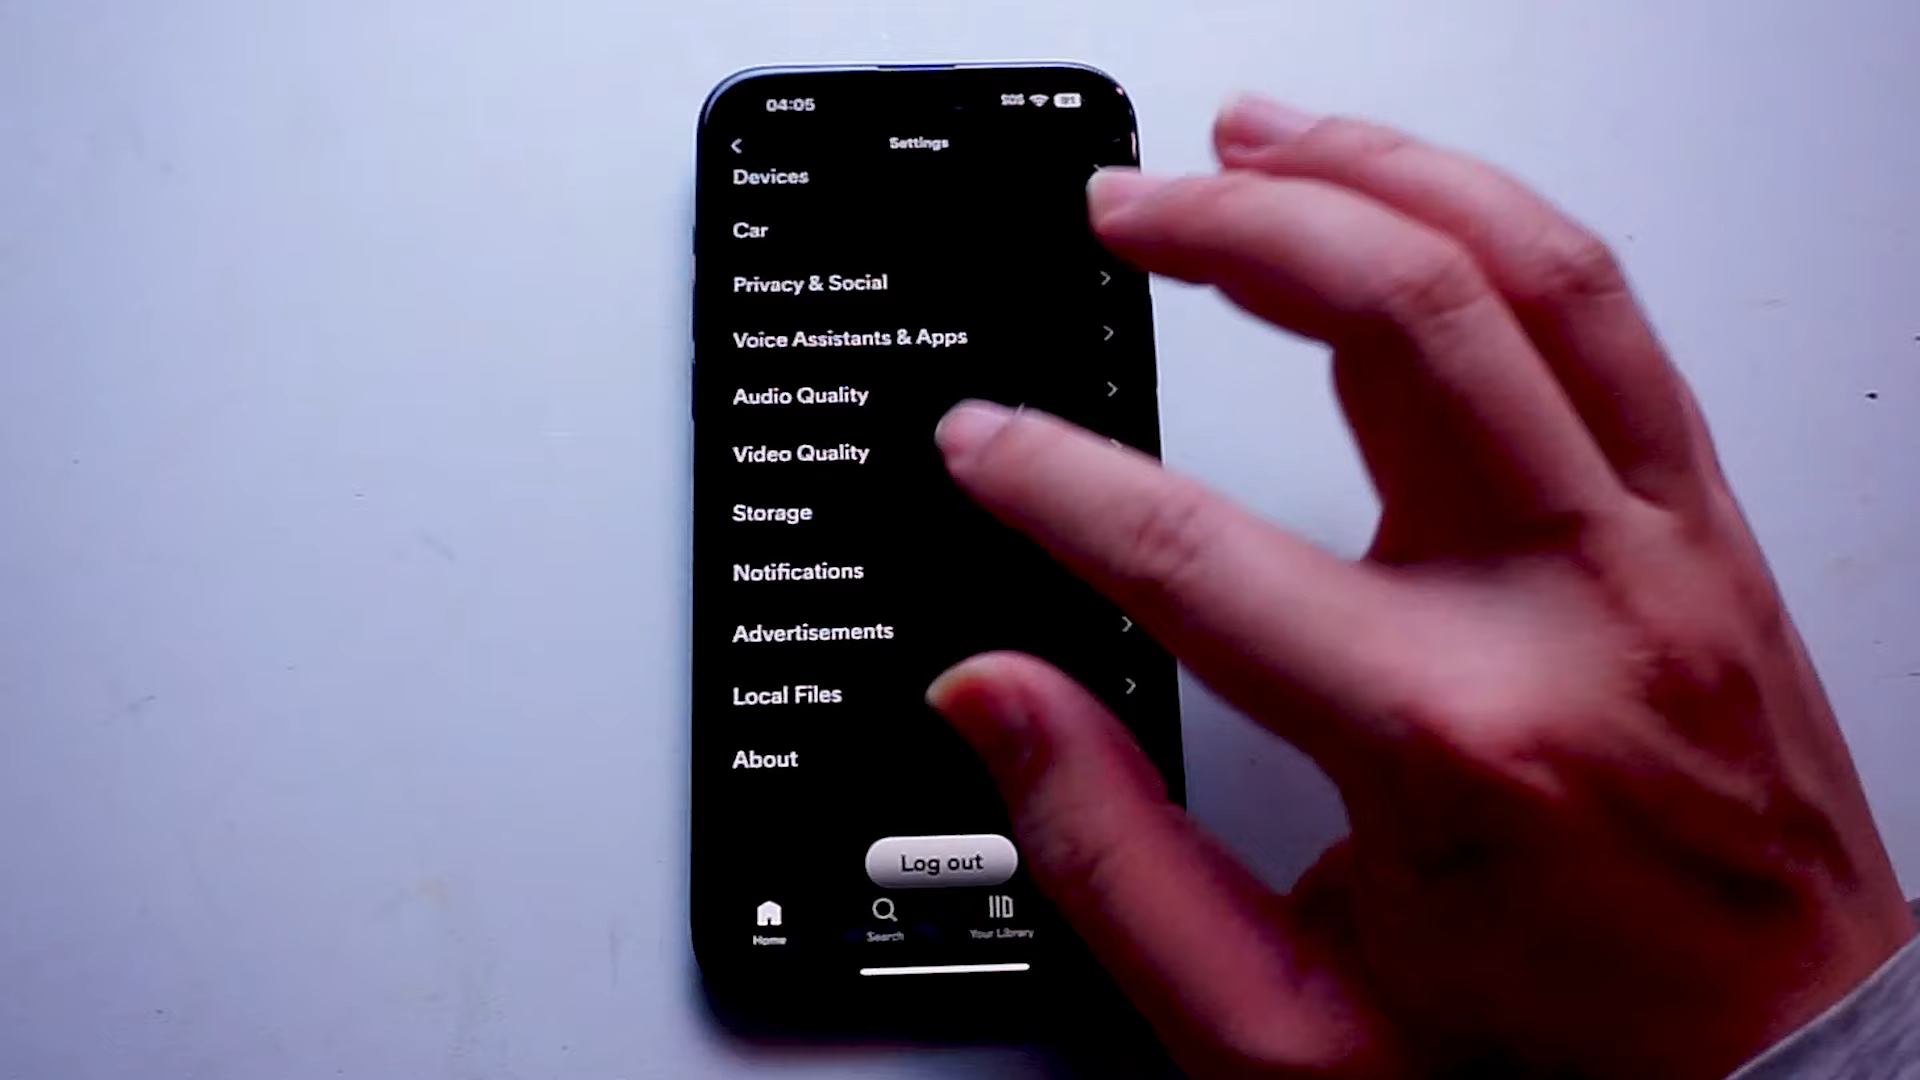 04:05
SOS
Settings
Devices
Car
Privacy & Social
Voice Assistants & Apps
Audio Quality
Video Quality
Storage
Notifications
Advertisements
Local Files
About
Log out
Home
Search
Your Library